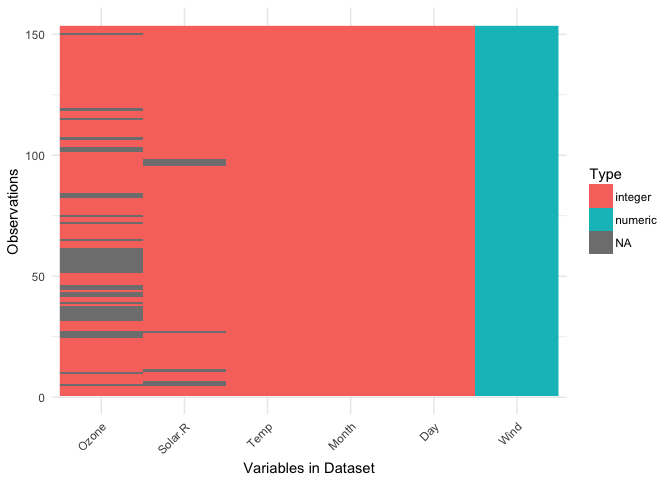 150
100
50
0
Observations
Ozone
Solar.R
Temp
Month
Day
Wind
Variables in Dataset
Type
integer
numeric
NA